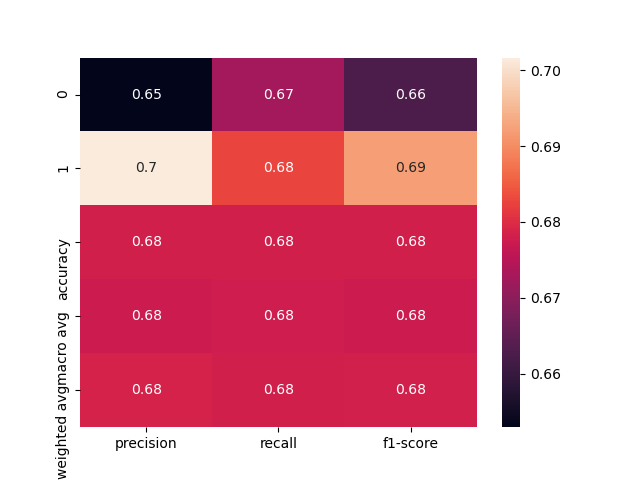 0 0.65 0.67 0.66
1 0.7 0.68 0.69
accuracy 0.68 0.68 0.68
macro avg 0.68 0.68 0.68
weighted avg 0.68 0.68 0.68
precision recall f1-score
0.70
0.69
0.68
0.67
0.66